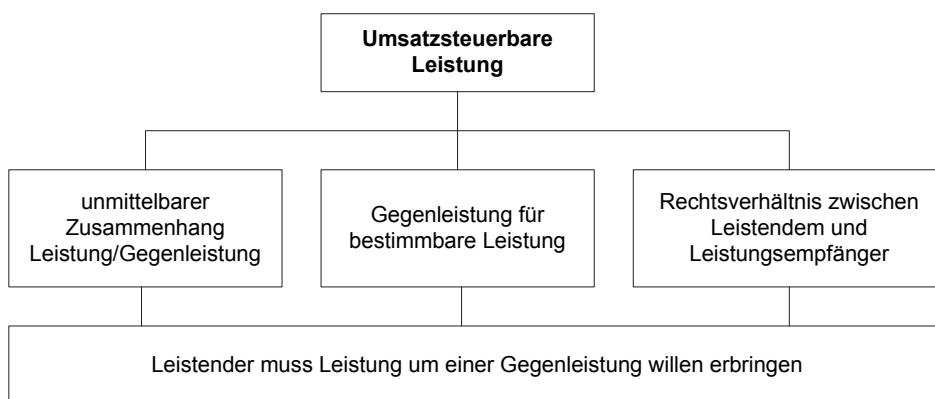 Umsatzsteuerbare
Leistung
unmittelbarer
Zusammenhang
Leistung/Gegenleistung
Gegenleistung für
bestimmbare Leistung
Rechtsverhältnis zwischen
Leistendem und
Leistungsempfänger
Leistender muss Leistung um einer Gegenleistung willen erbringen